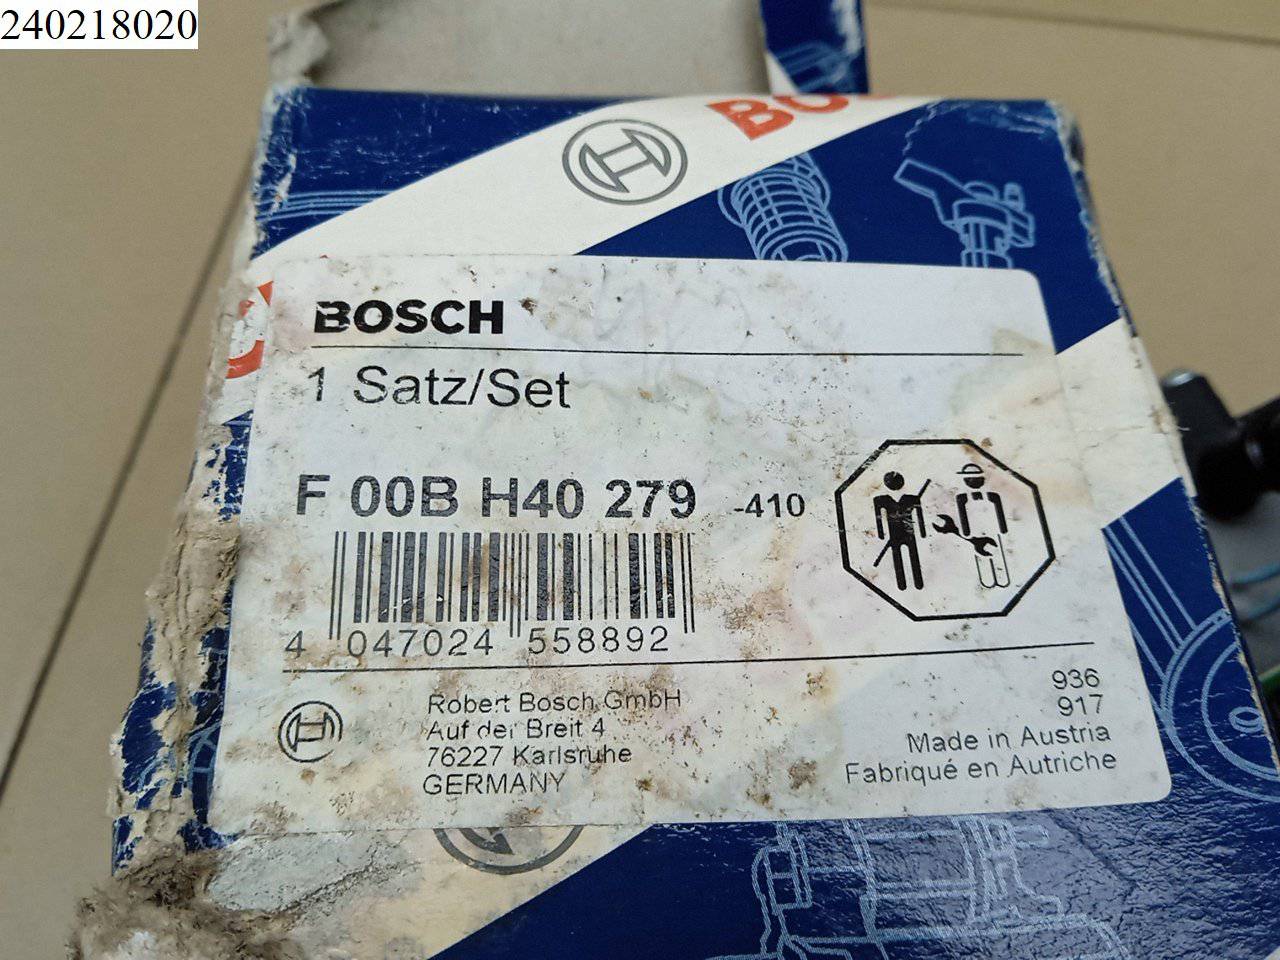 240218020
BOSCH
1 Satz/Set
F 00B H40 279 -410
4 047024 558892
Robert Bosch GmbH
Auf der Breit 4
76227 Karlsruhe
GERMANY
936
917
Made in Austria
Fabriqué en Autriche